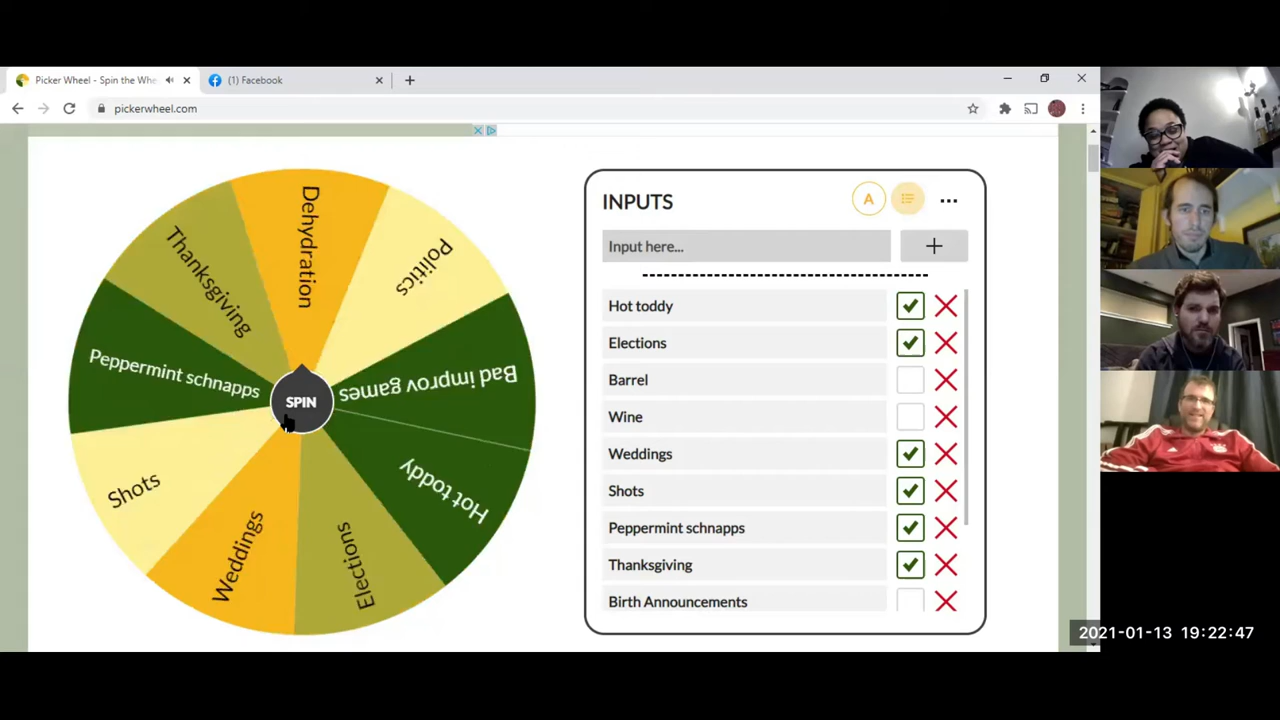 Picker Wheel - Spin the Whe
(1) Facebook
pickerwheel.com
Dehydration
Politics
Bad improv games
Hot toddy
Elections
Weddings
Shots
Peppermint schnapps
Thanksgiving
SPIN
INPUTS
A
Input here...
Hot toddy
Elections
Barrel
Wine
Weddings
Shots
Peppermint schnapps
Thanksgiving
Birth Announcements
2021-01-13 19:22:47